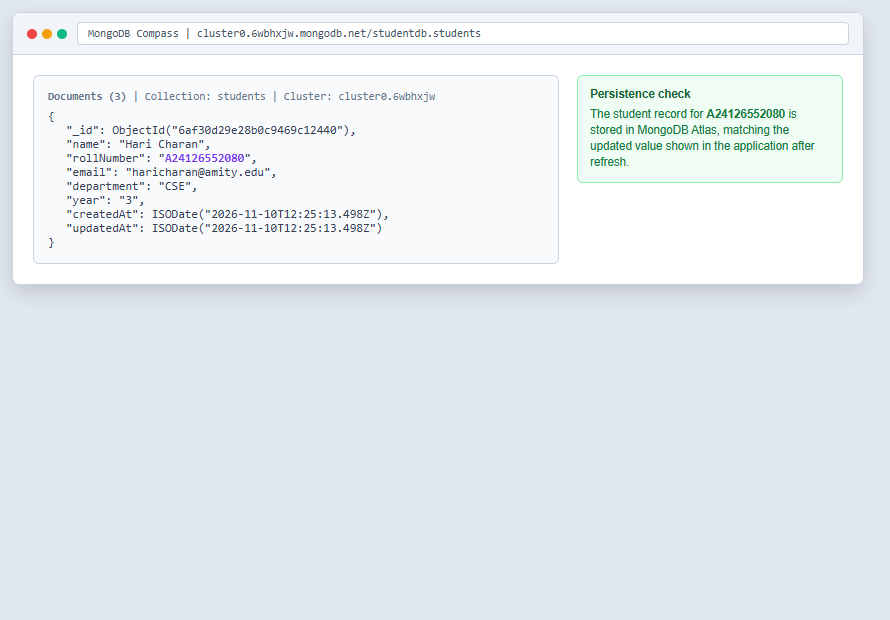 MongoDB Compass | cluster0.6wbhxjw.mongodb.net/studentdb.students
Documents (3) | Collection: students | Cluster: cluster0.6wbhxjw
{
"_id": ObjectId("6af30d29e28b0c9469c12440"),
"name": "Hari Charan",
"rollNumber": "A24126552080",
"email": "haricharan@amity.edu",
"department": "CSE",
"year": "3",
"createdAt": ISODate("2026-11-10T12:25:13.498Z"),
"updatedAt": ISODate("2026-11-10T12:25:13.498Z")
}
Persistence check
The student record for A24126552080 is
stored in MongoDB Atlas, matching the
updated value shown in the application after
refresh.